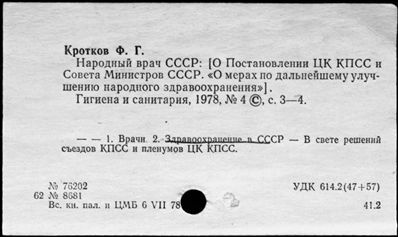 Кротков Ф. Г.
Народный врач СССР: [О Постановлении ЦК КПСС и
Совета Министров СССР. «О мерах по дальнейшему улуч-
шению народного здравоохранения»].
Гигиена и санитария, 1978, № 4 ©, с. 3—4.
— — 1. Врачи. 2. Здравоохранение в СССР — В свете решений
съездов КПСС и пленумов ЦК КПСС.
№ 76202
УДК 614.2(47+57)
62 № 8681
Вс. кн. пал. и ЦМБ 6 VII 78
41.2